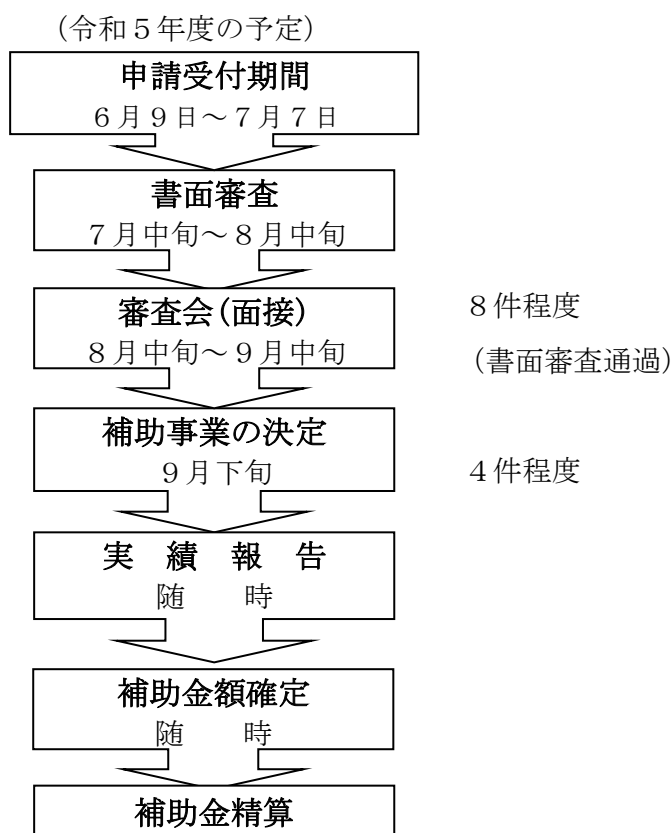 （令和５年度の予定）
申請受付期間
６月９日～７月７日
書面審査
７月中旬～８月中旬
審査会（面接）
８件程度
８月中旬～９月中旬
（書面審査通過）
補助事業の決定
９月下旬
４件程度
実　績　報　告
随　　時
補助金額確定
随　　時
補助金精算